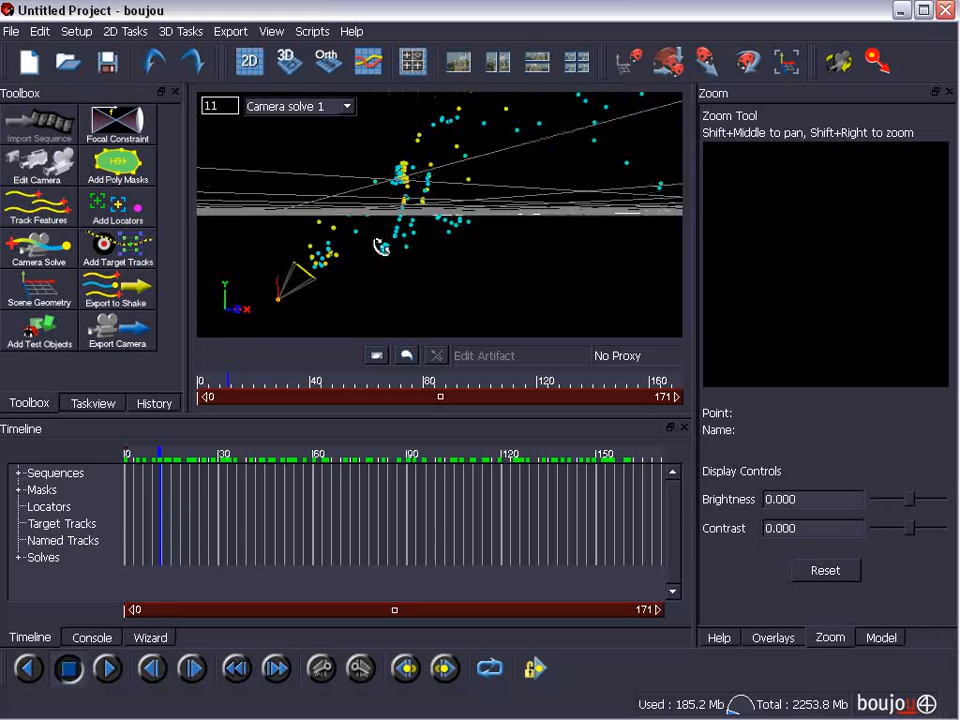 Untitled Project - boujou
File Edit Setup 2D Tasks 3D Tasks Export View Scripts Help
2D 3D Orth
Toolbox
Import Sequence Focal Constraint
Edit Camera Add Poly Masks
Track Features Add Locators
Camera Solve Add Target Tracks
Scene Geometry Export to Shake
Add Test Objects Export Camera
Toolbox Taskview History
11 Camera solve 1
Y
X
Edit Artifact No Proxy
0 40 80 120 160
0 171
Zoom
Zoom Tool
Shift+Middle to pan, Shift+Right to zoom
Point:
Name:
Display Controls
Brightness 0.000
Contrast 0.000
Reset
Timeline
0 30 60 90 120 150
Sequences
Masks
Locators
Target Tracks
Named Tracks
Solves
0 171
Timeline Console Wizard
Help Overlays Zoom Model
Used : 185.2 Mb Total : 2253.8 Mb boujou 4